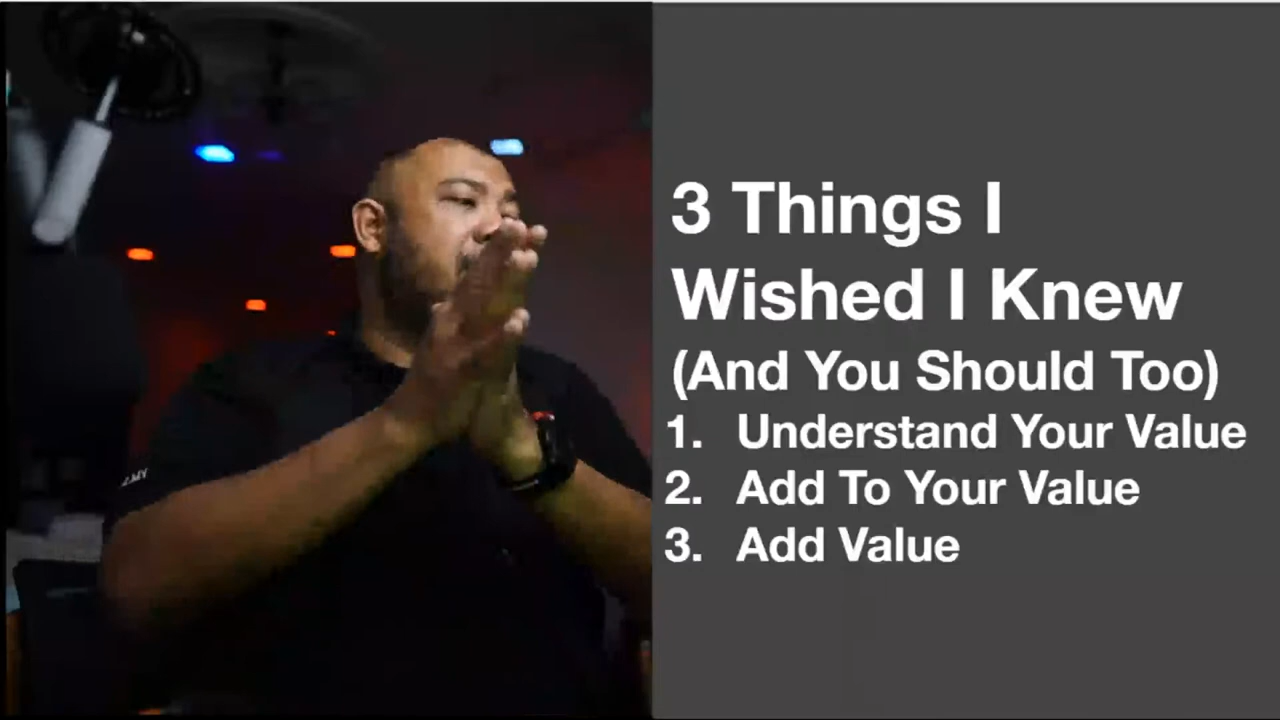 3 Things I
Wished I Knew
(And You Should Too)
1. Understand Your Value
2. Add To Your Value
3. Add Value